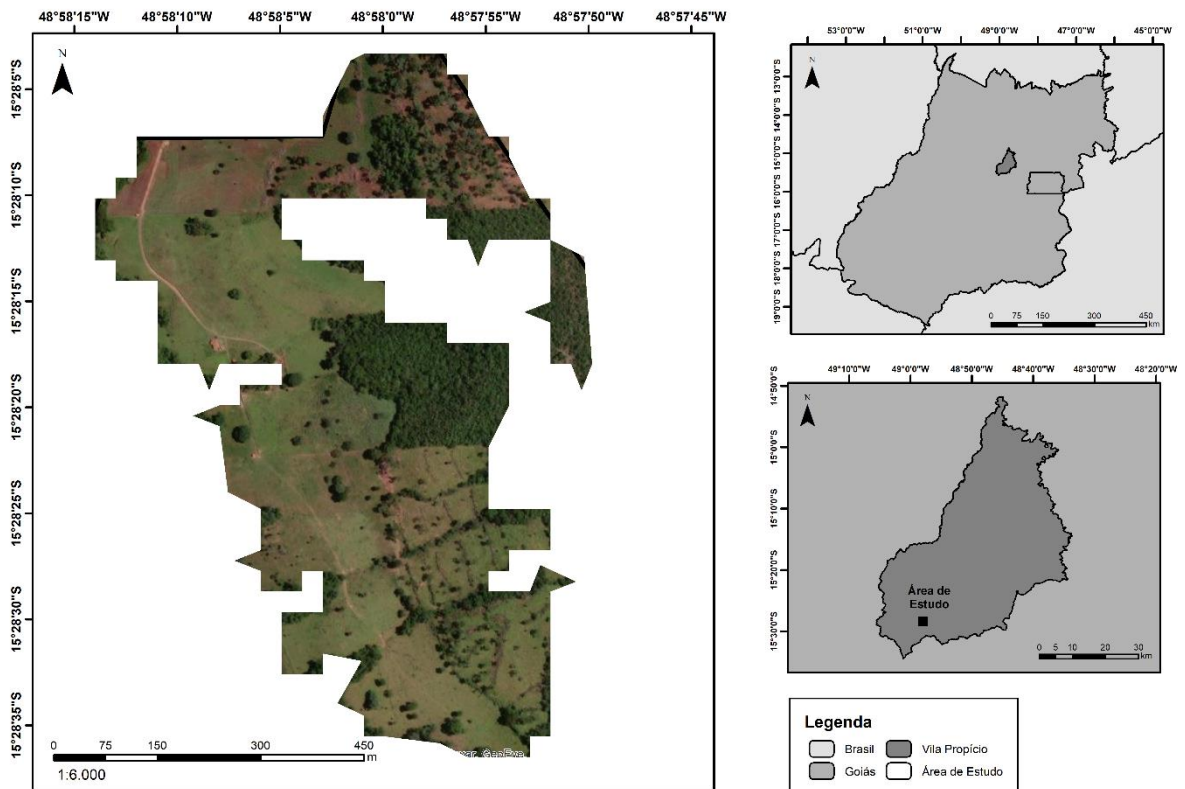 48°58'15"W 48°58'10"W 48°58'5"W 48°58'0"W 48°57'55"W 48°57'50"W 48°57'45"W
N
15°28'5"S
15°28'10"S
15°28'15"S
15°28'20"S
15°28'25"S
15°28'30"S
15°28'35"S
0 75 150 300 450
m
1:6.000
53°0'0"W 51°0'0"W 49°0'0"W 47°0'0"W 45°0'0"W
N
13°0'0"S
14°0'0"S
15°0'0"S
16°0'0"S
17°0'0"S
18°0'0"S
19°0'0"S
0 75 150 300 450
km
49°10'0"W 49°0'0"W 48°50'0"W 48°40'0"W 48°30'0"W 48°20'0"W
N
14°50'0"S
15°0'0"S
15°10'0"S
15°20'0"S
15°30'0"S
Área de
Estudo
0 5 10 20 30
km
Legenda
Brasil Vila Propício
Goiás Área de Estudo